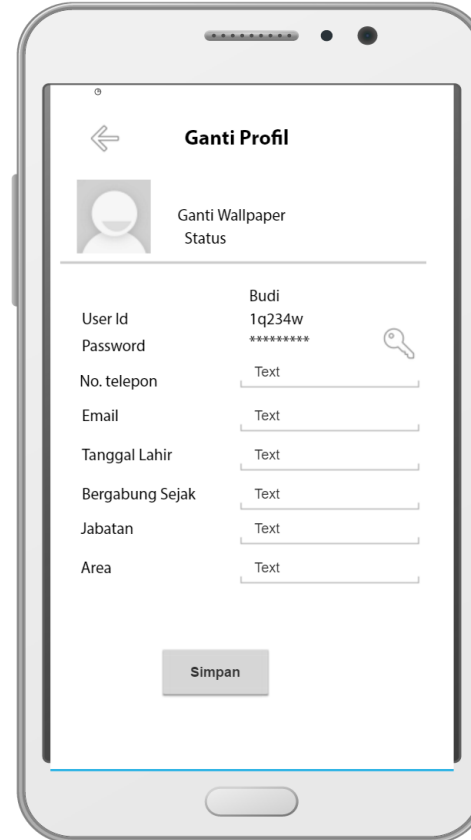 Ganti Profil
Ganti Wallpaper
Status
Budi
User Id 1q234w
Password *********
No. telepon Text
Email Text
Tanggal Lahir Text
Bergabung Sejak Text
Jabatan Text
Area Text
Simpan